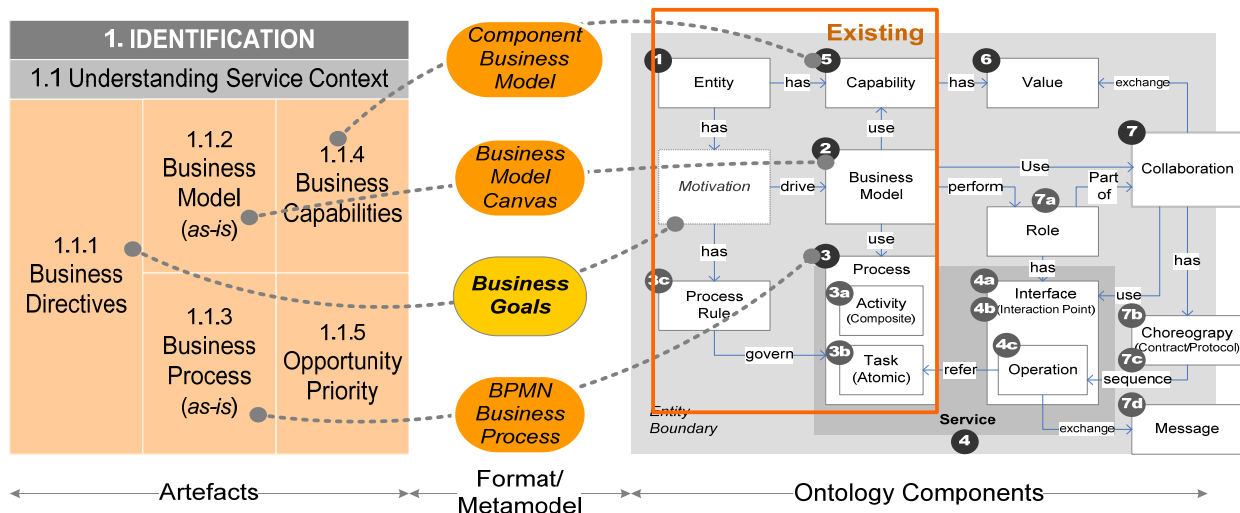 1. IDENTIFICATION
1.1 Understanding Service Context
1.1.1
Business
Directives
1.1.2
Business
Model
(as-is)
1.1.4
Business
Capabilities
1.1.3
Business
Process
(as-is)
1.1.5
Opportunity
Priority
Artefacts
Component
Business
Model
Business
Model
Canvas
Business
Goals
BPMN
Business
Process
Format/
Metamodel
Existing
1
Entity
has
5
Capability
has
6
Value
exchange
has
use
7
Collaboration
Motivation
drive
2
Business
Model
Use
perform
Part
of
7a
Role
has
use
has
has
3c
Process
Rule
3
Process
3a
Activity
(Composite)
4a
Interface
4b
(Interaction Point)
use
7b
Choreograpy
(Contract/Protocol)
7c
govern
3b
Task
(Atomic)
refer
4c
Operation
sequence
7d
Message
exchange
Entity
Boundary
Service
4
Ontology Components